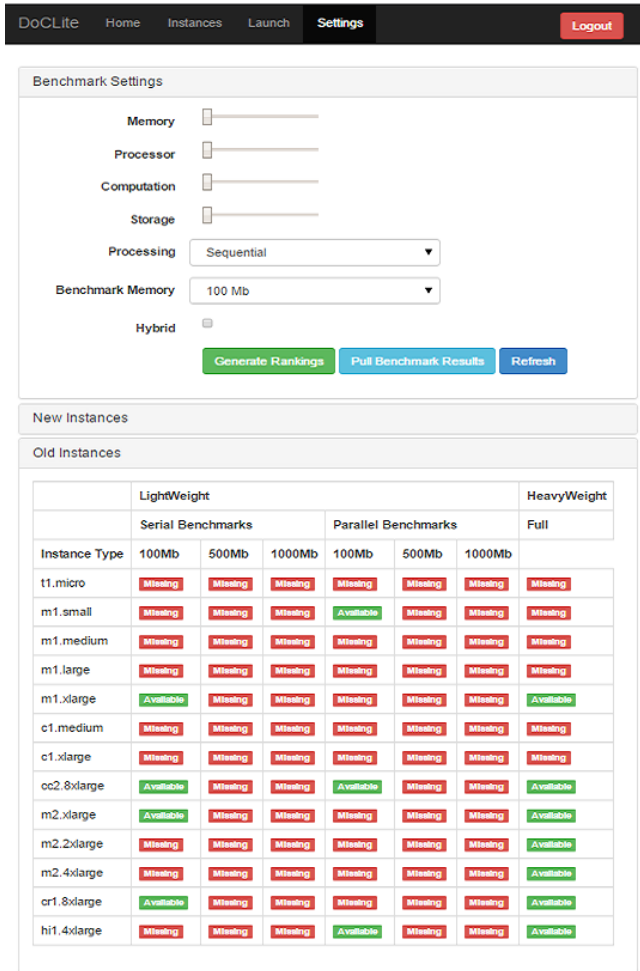 DoCLite Home Instances Launch Settings Logout
Benchmark Settings
Memory
Processor
Computation
Storage
Processing Sequential
Benchmark Memory 100 Mb
Hybrid
Generate Rankings Pull Benchmark Results Refresh
New Instances
Old Instances
LightWeight HeavyWeight
Serial Benchmarks Parallel Benchmarks Full
Instance Type 100Mb 500Mb 1000Mb 100Mb 500Mb 1000Mb
t1.micro Missing Missing Missing Missing Missing Missing Missing
m1.small Missing Missing Missing Available Missing Missing Missing
m1.medium Missing Missing Missing Missing Missing Missing Missing
m1.large Missing Missing Missing Missing Missing Missing Missing
m1.xlarge Available Missing Missing Missing Missing Missing Available
c1.medium Missing Missing Missing Missing Missing Missing Missing
c1.xlarge Missing Missing Missing Missing Missing Missing Missing
cc2.8xlarge Available Missing Missing Available Missing Missing Available
m2.xlarge Available Missing Missing Missing Missing Missing Available
m2.2xlarge Missing Missing Missing Missing Missing Missing Available
m2.4xlarge Missing Missing Missing Missing Missing Missing Available
cr1.8xlarge Available Missing Missing Missing Missing Missing Available
hi1.4xlarge Missing Missing Missing Available Missing Missing Available